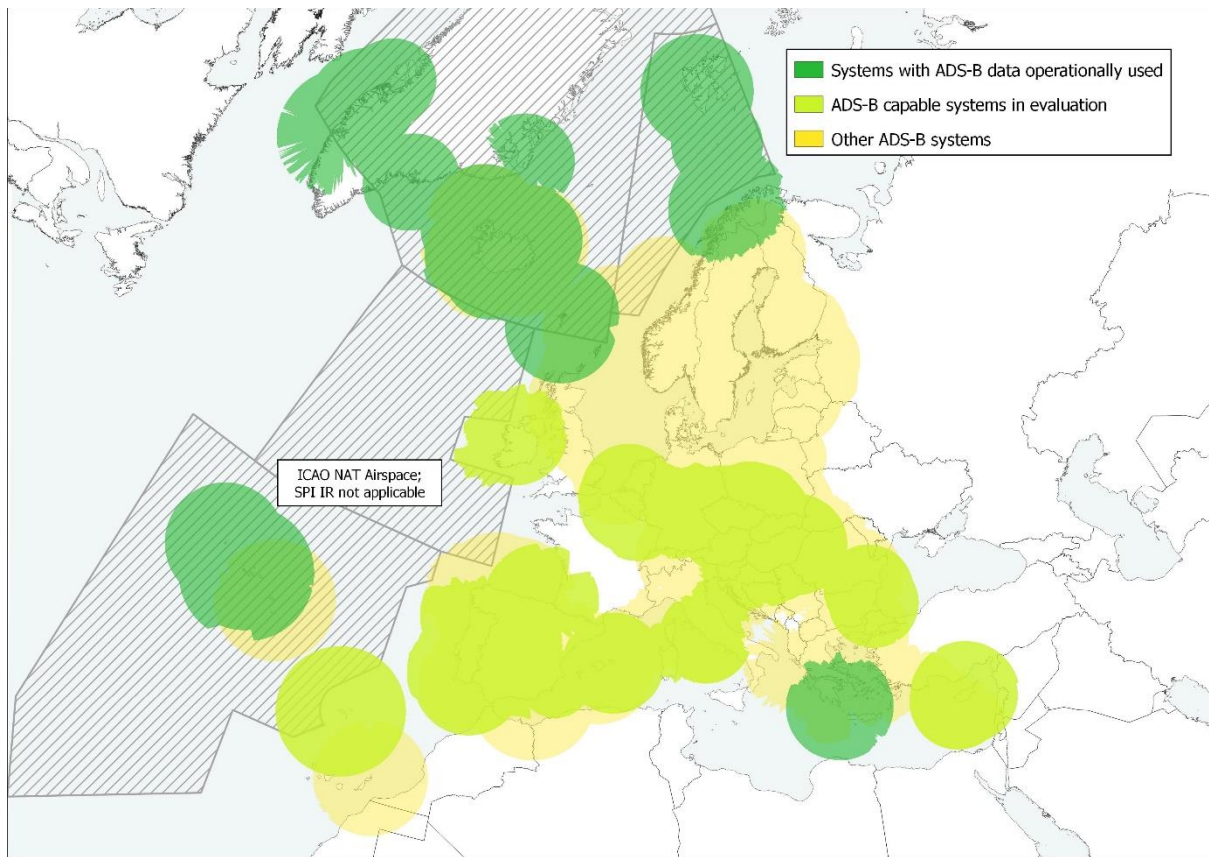 Systems with ADS-B data operationally used
ADS-B capable systems in evaluation
Other ADS-B systems
ICAO NAT Airspace;
SPI IR not applicable